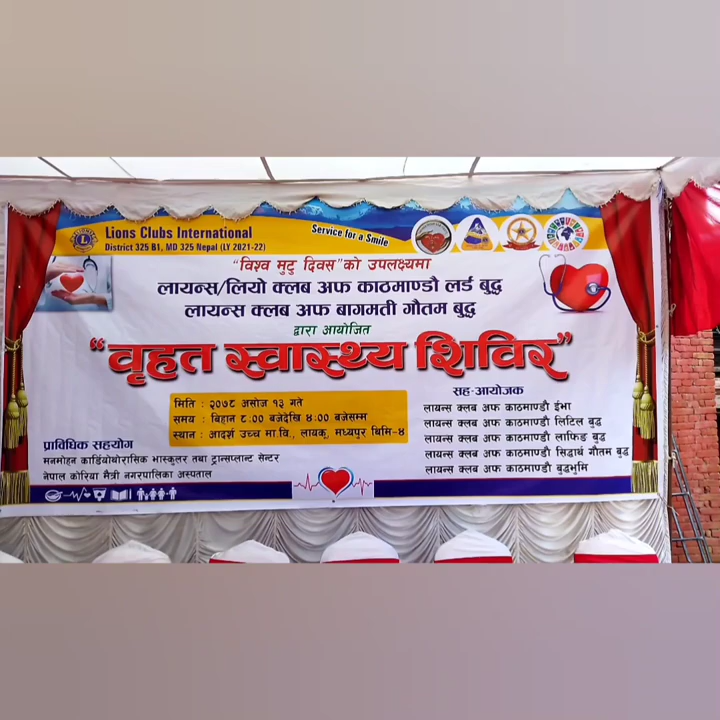 Lions Clubs International
District 325 B1, MD 325 Nepal (LY 2021-22)
Service for a Smile
"विश्व मुटु दिवस" को उपलक्ष्यमा
लायन्स/लियो क्लब अफ काठमाण्डौ लर्ड बुद्ध
लायन्स क्लब अफ बागमती गौतम बुद्ध
द्वारा आयोजित
"वृहत स्वास्थ्य शिविर"
मिति : २०७८ असोज १३ गते
समय : बिहान ८:०० बजेदेखि ४:०० बजेसम्म
स्थान : आदर्श उच्च मा.वि., लायकू, मध्यपुर थिमि-४
प्राविधिक सहयोग
मनमोहन कार्डियोथोरासिक भास्कुलर तथा ट्रान्सप्लान्ट सेन्टर
नेपाल कोरिया मैत्री नगरपालिका अस्पताल
सह-आयोजक
लायन्स क्लब अफ काठमाण्डौ ईभा
लायन्स क्लब अफ काठमाण्डौ लिटिल बुद्ध
लायन्स क्लब अफ काठमाण्डौ लाफिङ बुद्ध
लायन्स क्लब अफ काठमाण्डौ सिद्धार्थ गौतम बुद्ध
लायन्स क्लब अफ काठमाण्डौ बुद्धभुमि